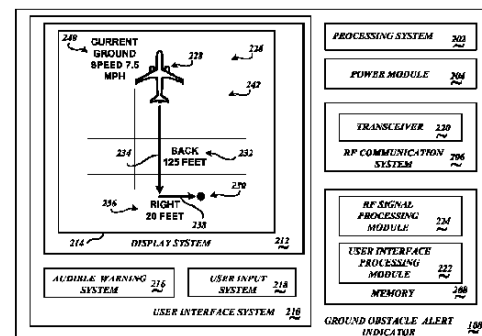 240
CURRENT
GROUND
SPEED 7.5
MPH
228
226
242
234
BACK
125 FEET
232
236
230
RIGHT
20 FEET
238
214
DISPLAY SYSTEM
212
AUDIBLE WARNING
SYSTEM
216
USER INPUT
SYSTEM
218
USER INTERFACE SYSTEM
210
PROCESSING SYSTEM
202
POWER MODULE
204
TRANSCEIVER
220
RF COMMUNICATION
SYSTEM
206
RF SIGNAL
PROCESSING
MODULE
224
USER INTERFACE
PROCESSING
MODULE
222
MEMORY
208
GROUND OBSTACLE ALERT
INDICATOR
100